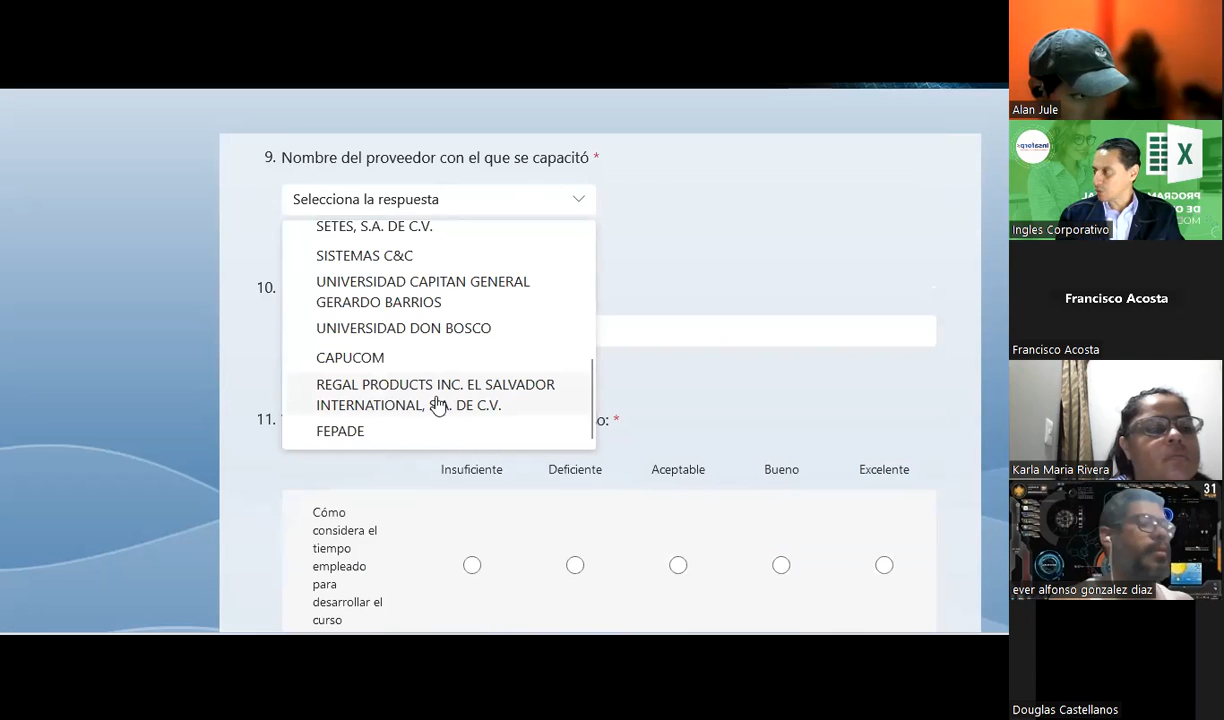 9. Nombre del proveedor con el que se capacitó *
Selecciona la respuesta
SETES, S.A. DE C.V.
SISTEMAS C&C
UNIVERSIDAD CAPITAN GENERAL
GERARDO BARRIOS
UNIVERSIDAD DON BOSCO
CAPUCOM
REGAL PRODUCTS INC. EL SALVADOR
INTERNATIONAL, S.A. DE C.V.
FEPADE
10.
11.
so: *
Insuficiente Deficiente Aceptable Bueno Excelente
Cómo
considera el
tiempo
empleado
para
desarrollar el
curso
Alan Jule
Insaforp
X
Ingles Corporativo
Francisco Acosta
Francisco Acosta
Karla Maria Rivera
31
ever alfonso gonzalez diaz
Douglas Castellanos